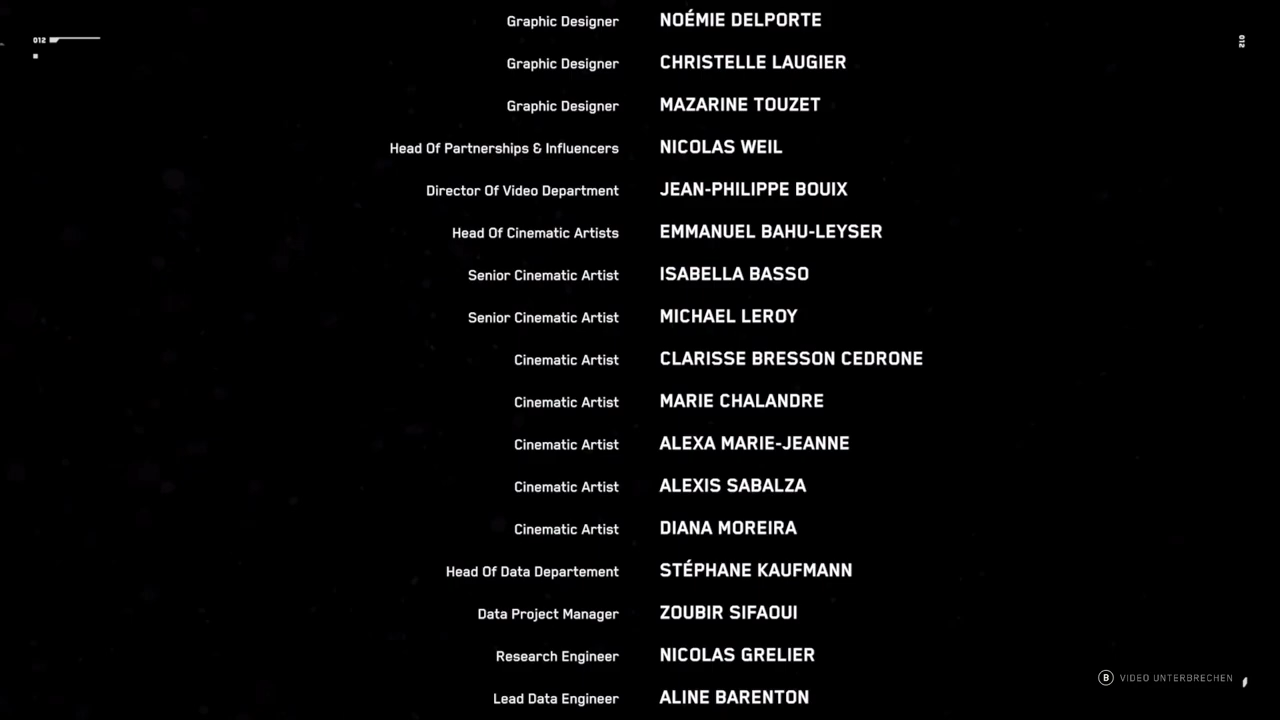 Graphic Designer NOÉMIE DELPORTE
012
012
Graphic Designer CHRISTELLE LAUGIER
Graphic Designer MAZARINE TOUZET
Head Of Partnerships & Influencers NICOLAS WEIL
Director Of Video Department JEAN-PHILIPPE BOUIX
Head Of Cinematic Artists EMMANUEL BAHU-LEYSER
Senior Cinematic Artist ISABELLA BASSO
Senior Cinematic Artist MICHAEL LEROY
Cinematic Artist CLARISSE BRESSON CEDRONE
Cinematic Artist MARIE CHALANDRE
Cinematic Artist ALEXA MARIE-JEANNE
Cinematic Artist ALEXIS SABALZA
Cinematic Artist DIANA MOREIRA
Head Of Data Departement STÉPHANE KAUFMANN
Data Project Manager ZOUBIR SIFAOUI
Research Engineer NICOLAS GRELIER
B VIDEO UNTERBRECHEN
Lead Data Engineer ALINE BARENTON